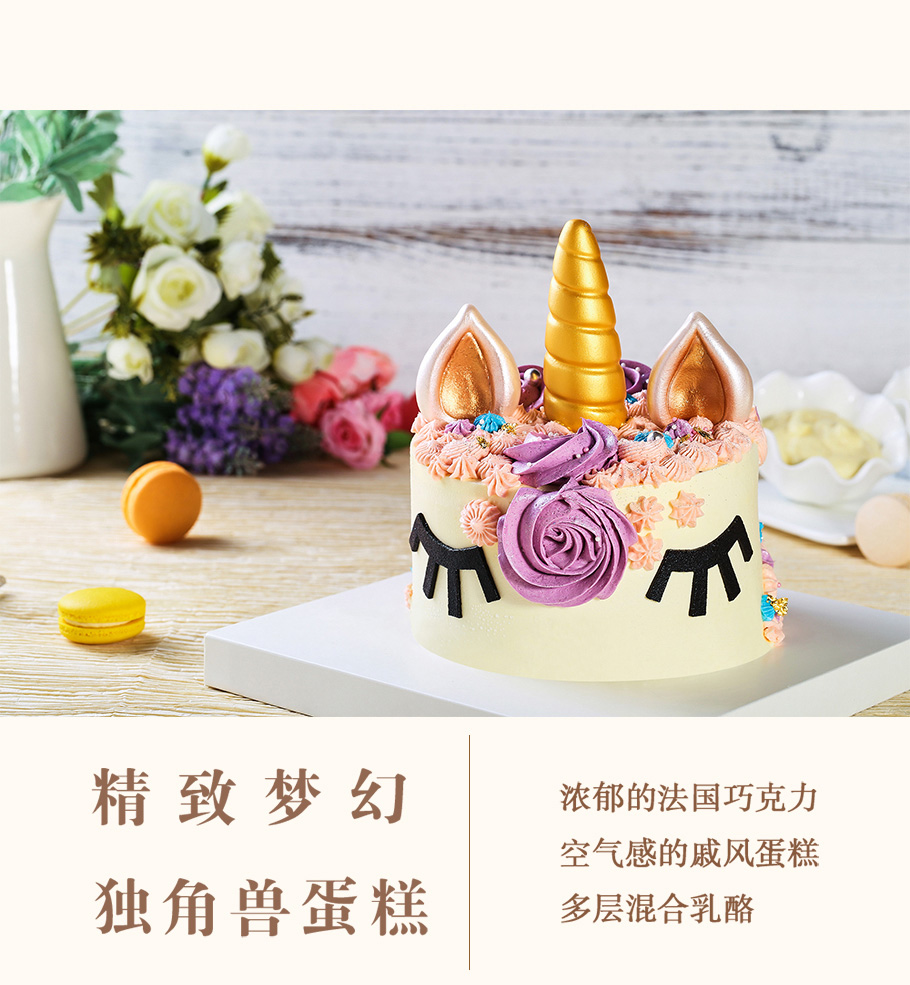 精致梦幻
独角兽蛋糕
浓郁的法国巧克力
空气感的戚风蛋糕
多层混合乳酪